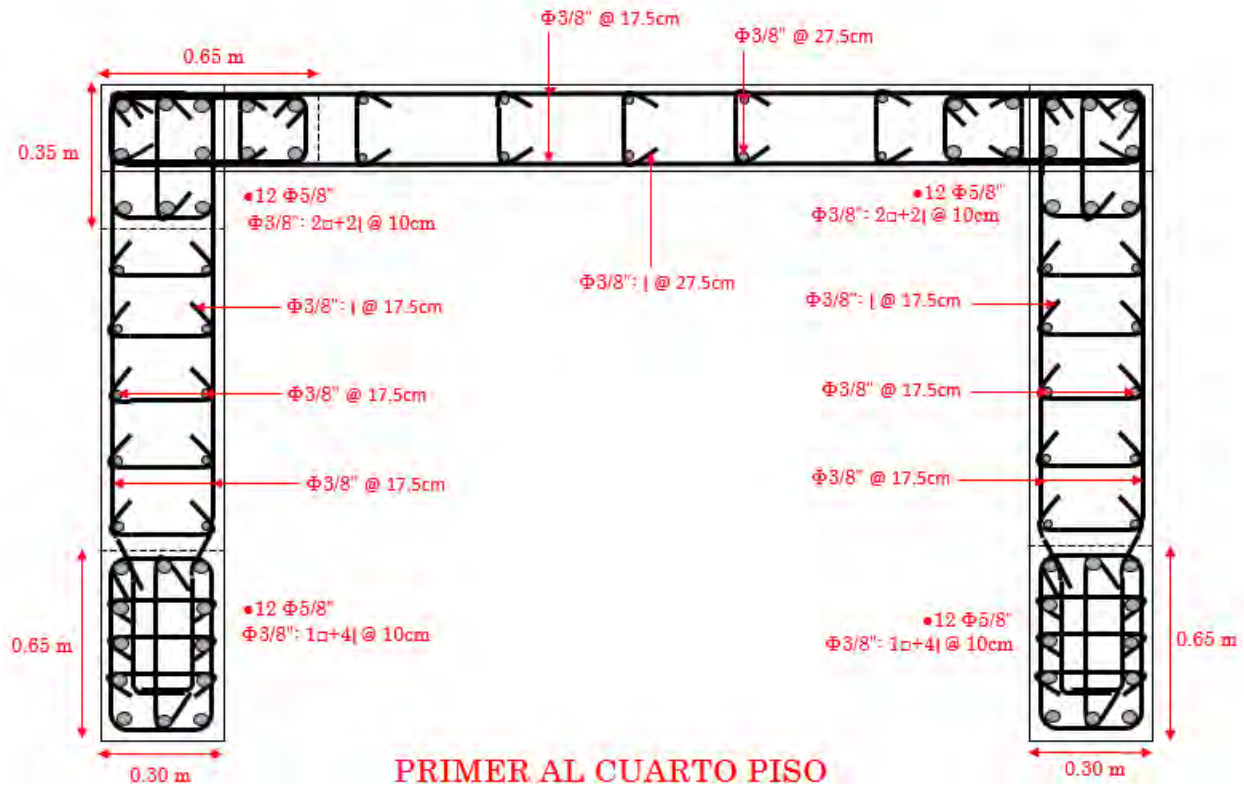 Φ3/8" @ 17.5cm
Φ3/8" @ 27.5cm
0.65 m
0.35 m
●12 Φ5/8"
Φ3/8": 2□+2⌊ @ 10cm
●12 Φ5/8"
Φ3/8": 2□+2⌊ @ 10cm
Φ3/8": ⌊ @ 27.5cm
Φ3/8": ⌊ @ 17.5cm
Φ3/8": ⌊ @ 17.5cm
Φ3/8" @ 17.5cm
Φ3/8" @ 17.5cm
Φ3/8" @ 17.5cm
Φ3/8" @ 17.5cm
●12 Φ5/8"
Φ3/8": 1□+4⌊ @ 10cm
●12 Φ5/8"
Φ3/8": 1□+4⌊ @ 10cm
0.65 m
0.65 m
0.30 m
PRIMER AL CUARTO PISO
0.30 m